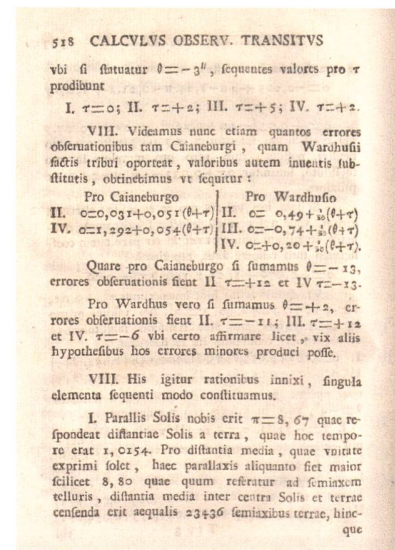 518 CALCVLVS OBSERV. TRANSITVS
vbi ſi ſtatuatur θ=−3", ſequentes valores pro τ
prodibunt
I. τ=0; II. τ=+2; III. τ=+5; IV. τ=+2.
VIII. Videamus nunc etiam quantos errores
obſeruationibus tam Caianeburgi, quam Wardhuſii
factis tribui oporteat, valoribus autem inuentis ſub-
ſtitutis, obtinebimus vt ſequitur:
Pro Caianeburgo
II. 0=0,031+0,051(θ+τ)
IV. 0=1,292+0,054(θ+τ)
Pro Wardhuſio
II. 0= 0,49+1/20(θ+τ)
III. 0=−0,74+1/20(θ+τ)
IV. 0=+0,20+1/20(θ+τ).
Quare pro Caianeburgo ſi ſumamus θ=−13,
errores obſeruationis fient II τ=+12 et IV τ=−13.
Pro Wardhus vero ſi ſumamus θ=+2, er-
rores obſeruationis fient II. τ=−11; III. τ=+12
et IV. τ=−6 vbi certo affirmare licet, vix aliis
hypotheſibus hos errores minores produci poſſe.
VIII. His igitur rationibus innixi, ſingula
elementa ſequenti modo conſtituamus.
I. Parallis Solis nobis erit π=8,67 quae re-
ſpondeat diſtantiae Solis a terra, quae hoc tempo-
re erat 1,0154. Pro diſtantia media, quae vnitate
exprimi ſolet, haec parallaxis aliquanto fiet maior
ſcilicet 8,80 quae quum referatur ad ſemiaxem
telluris, diſtantia media inter centra Solis et terrae
cenſenda erit aequalis 23436 ſemiaxibus terrae, hinc-
que